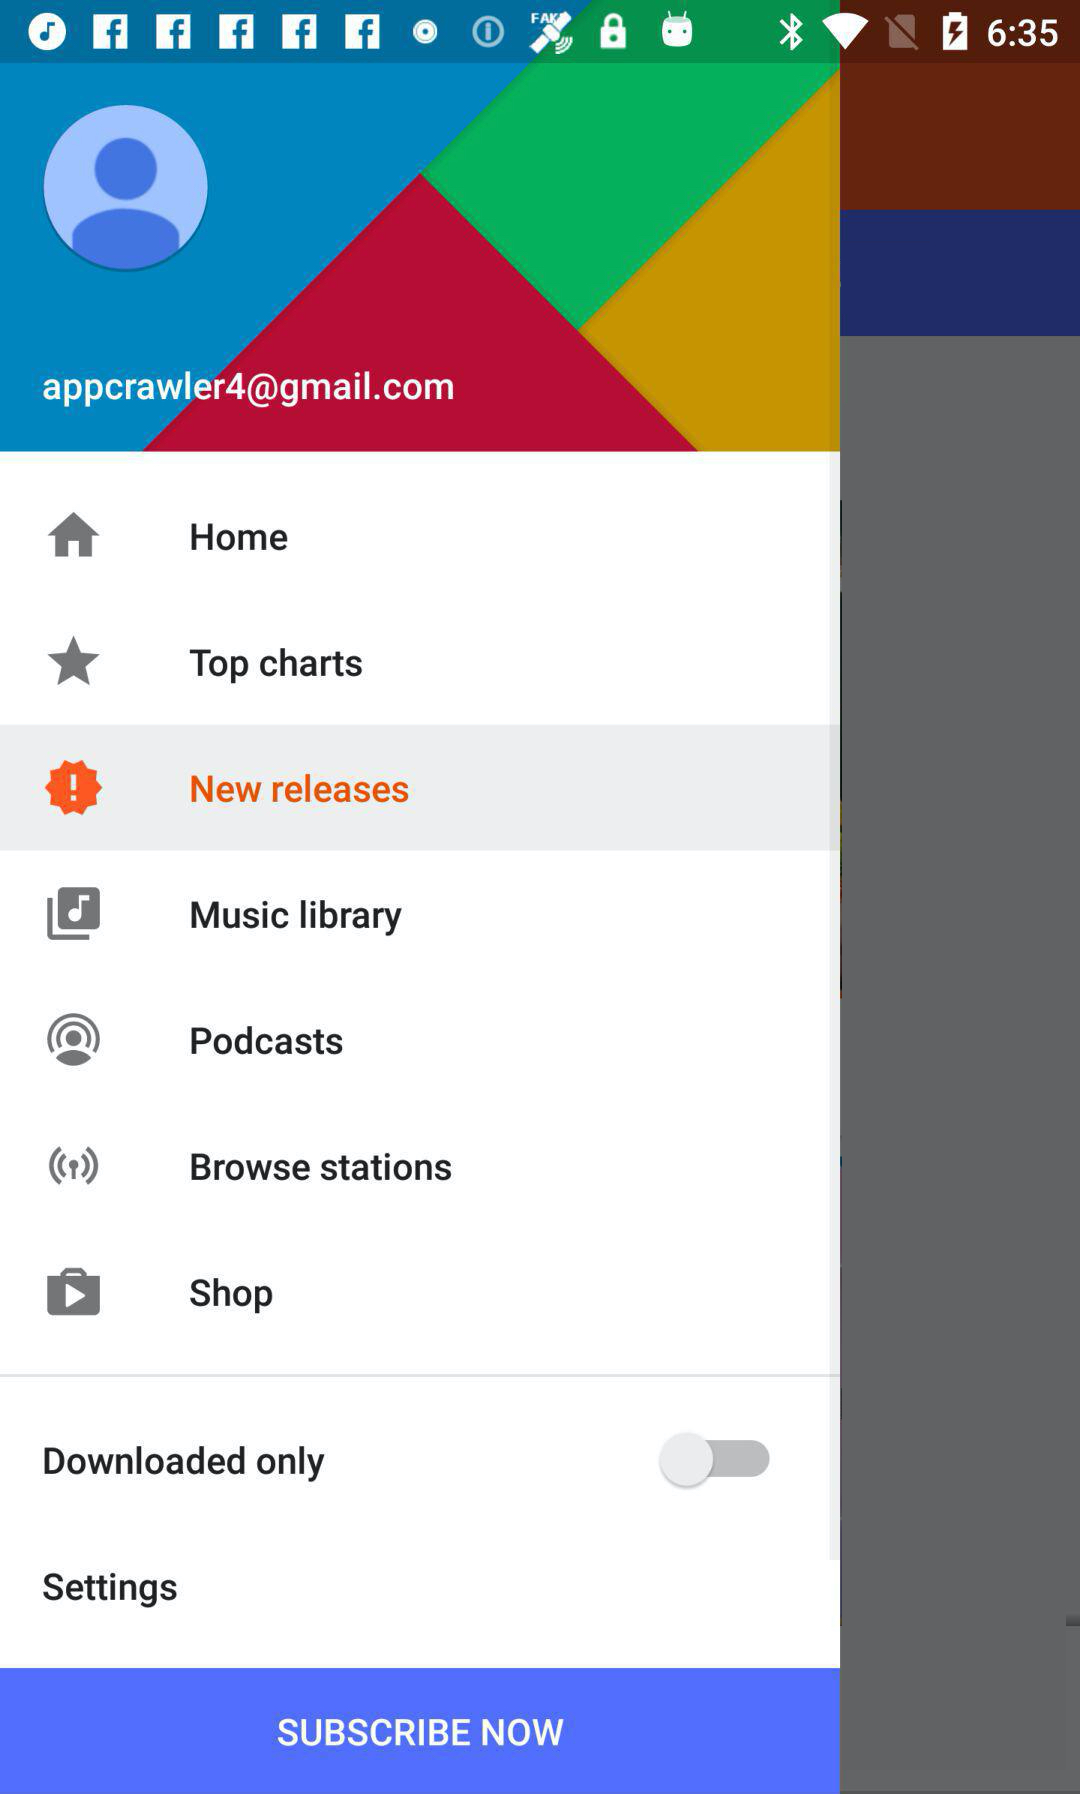 FAKE
6:35
appcrawler4@gmail.com
Home
Top charts
New releases
Music library
Podcasts
Browse stations
Shop
Downloaded only
Settings
SUBSCRIBE NOW